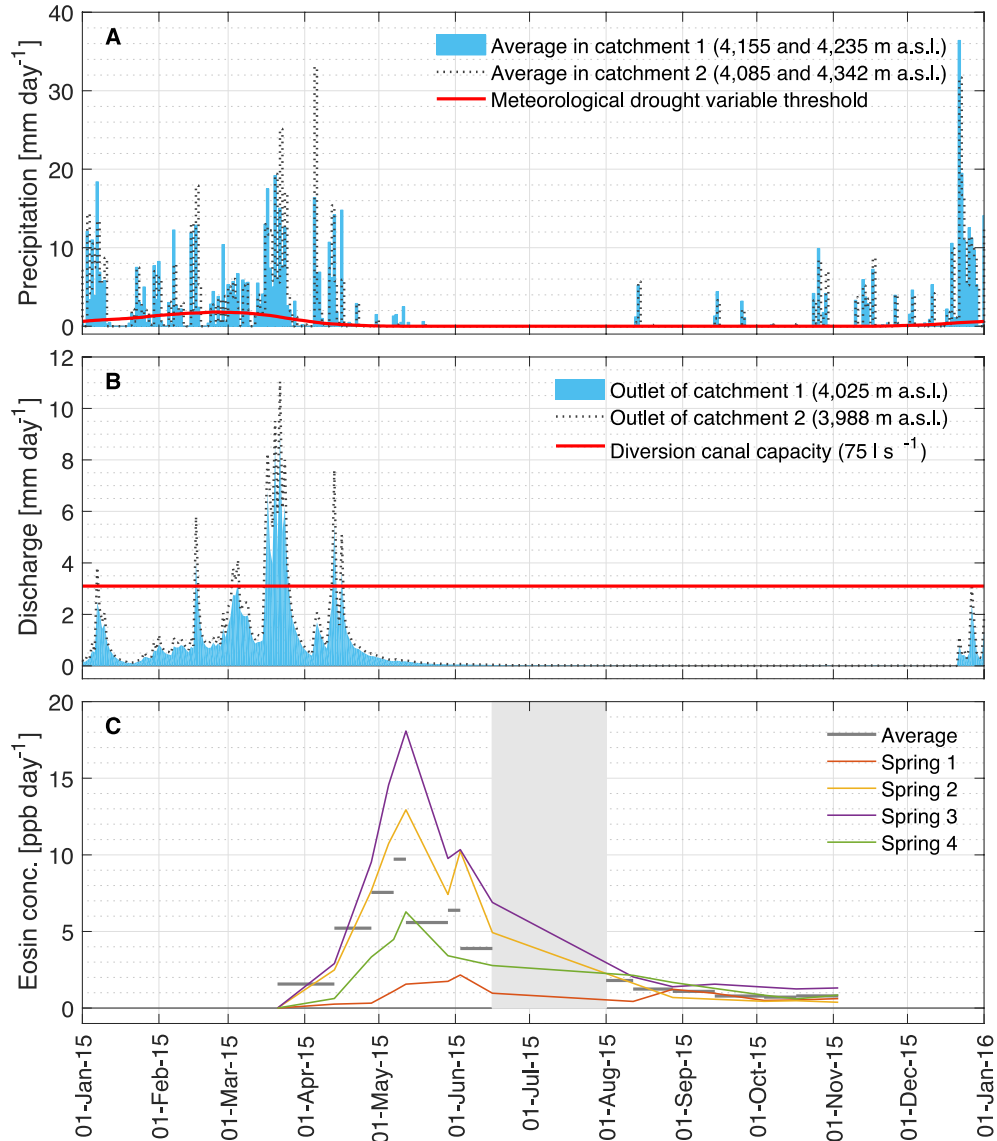 A
Average in catchment 1 (4,155 and 4,235 m a.s.l.)
Average in catchment 2 (4,085 and 4,342 m a.s.l.)
Meteorological drought variable threshold
Precipitation [mm day-1]
40
30
20
10
0
B
Outlet of catchment 1 (4,025 m a.s.l.)
Outlet of catchment 2 (3,988 m a.s.l.)
Diversion canal capacity (75 l s -1)
Discharge [mm day-1]
12
10
8
6
4
2
0
C
Average
Spring 1
Spring 2
Spring 3
Spring 4
Eosin conc. [ppb day-1]
20
15
10
5
0
01-Jan-15
01-Feb-15
01-Mar-15
01-Apr-15
01-May-15
01-Jun-15
01-Jul-15
01-Aug-15
01-Sep-15
01-Oct-15
01-Nov-15
01-Dec-15
01-Jan-16